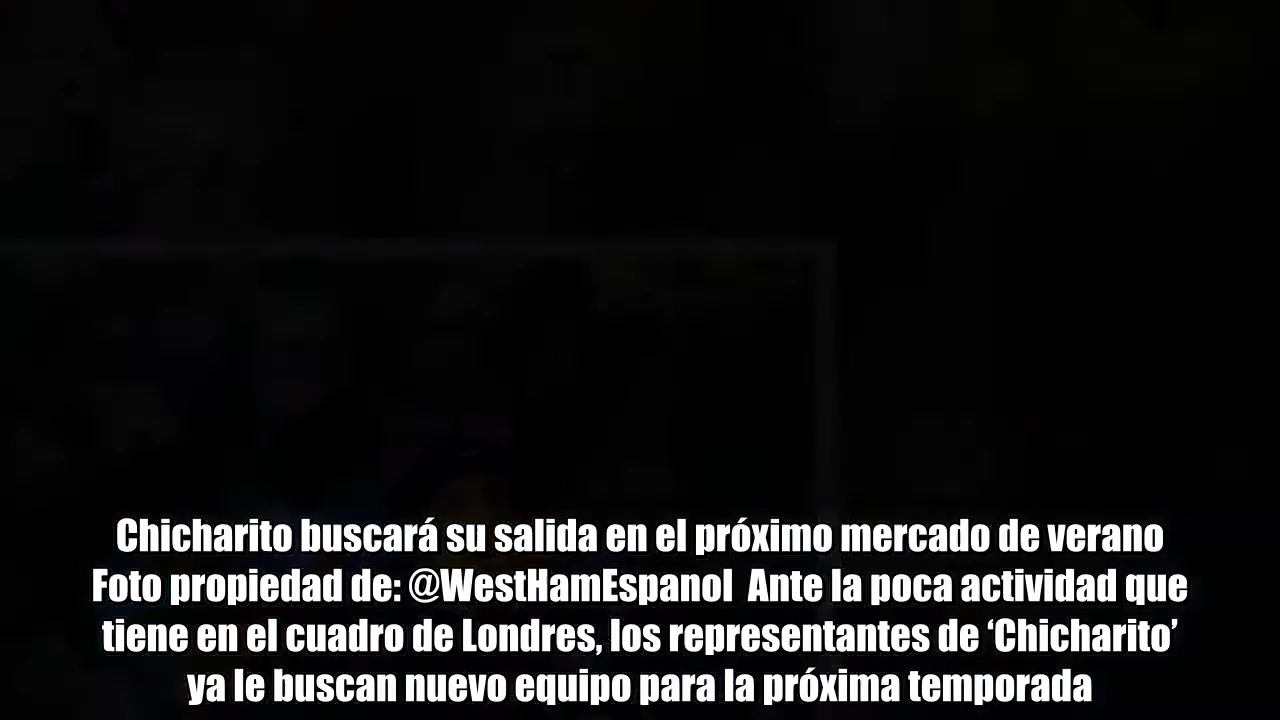 Chicharito buscará su salida en el próximo mercado de verano
Foto propiedad de: @WestHamEspanol  Ante la poca actividad que
tiene en el cuadro de Londres, los representantes de ‘Chicharito’
ya le buscan nuevo equipo para la próxima temporada